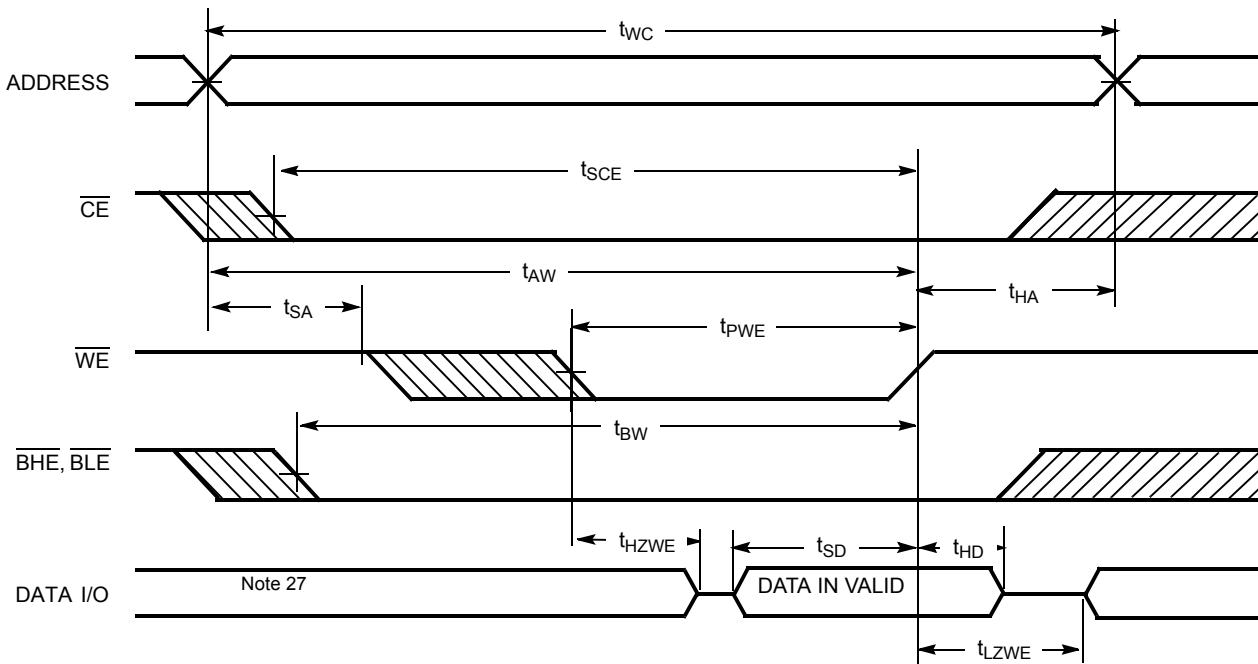 tWC
ADDRESS
tSCE
CE
tAW
tSA
tHA
tPWE
WE
tBW
BHE, BLE
tHZWE
tSD
tHD
DATA I/O
Note 27
DATA IN VALID
tLZWE